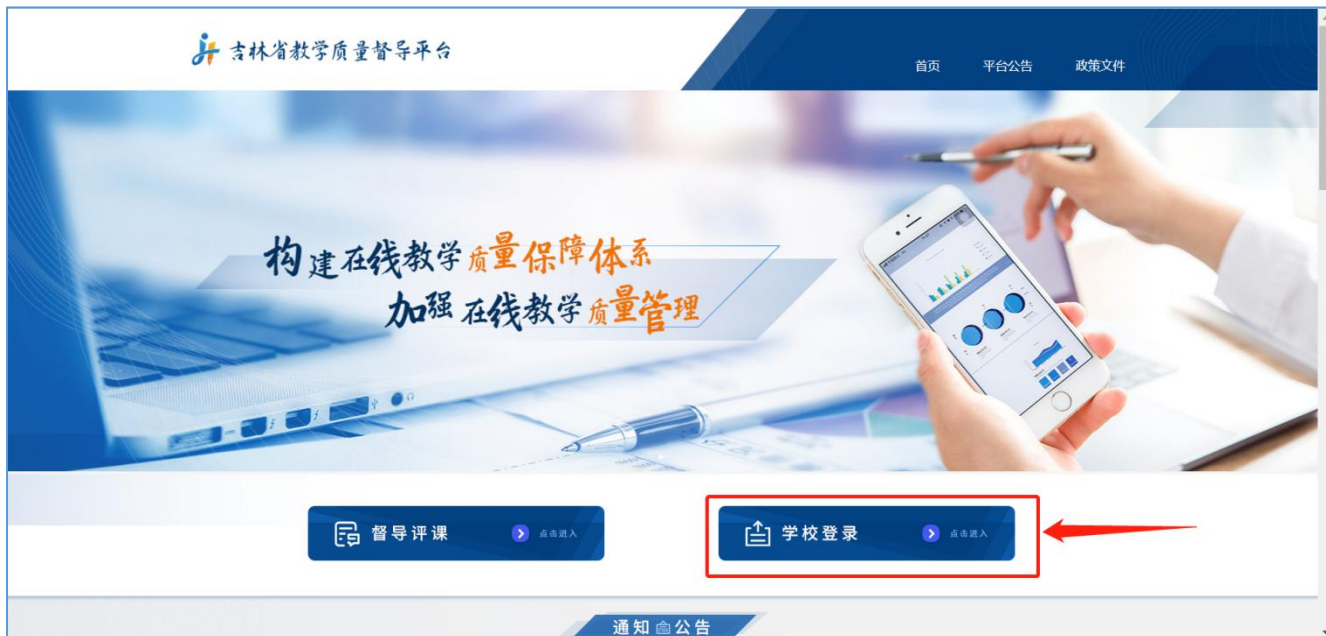 吉林省教学质量督导平台
首页 平台公告 政策文件
构建在线教学质量保障体系
加强在线教学质量管理
督导评课 点击进入
学校登录 点击进入
通知公告